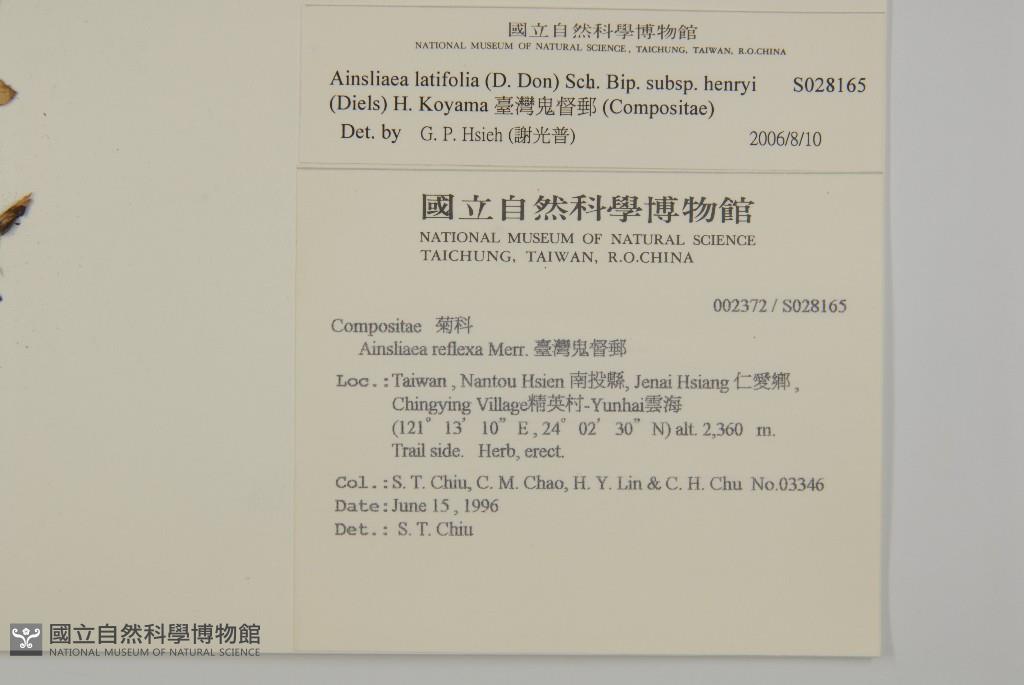 國立自然科學博物館
NATIONAL MUSEUM OF NATURAL SCIENCE, TAICHUNG, TAIWAN, R.O.CHINA
Ainsliaea latifolia (D. Don) Sch. Bip. subsp. henryi S028165
(Diels) H. Koyama 臺灣鬼督郵 (Compositae)
Det. by G. P. Hsieh (謝光普) 2006/8/10
國立自然科學博物館
NATIONAL MUSEUM OF NATURAL SCIENCE
TAICHUNG, TAIWAN, R.O.CHINA
002372 / S028165
Compositae 菊科
Ainsliaea reflexa Merr. 臺灣鬼督郵
Loc.: Taiwan , Nantou Hsien 南投縣, Jenai Hsiang 仁愛鄉 ,
Chingying Village精英村-Yunhai雲海
(121° 13′ 10″ E , 24° 02′ 30″ N) alt. 2,360 m.
Trail side. Herb, erect.
Col.: S. T. Chiu, C. M. Chao, H. Y. Lin & C. H. Chu No.03346
Date: June 15 , 1996
Det.: S. T. Chiu
國立自然科學博物館
NATIONAL MUSEUM OF NATURAL SCIENCE